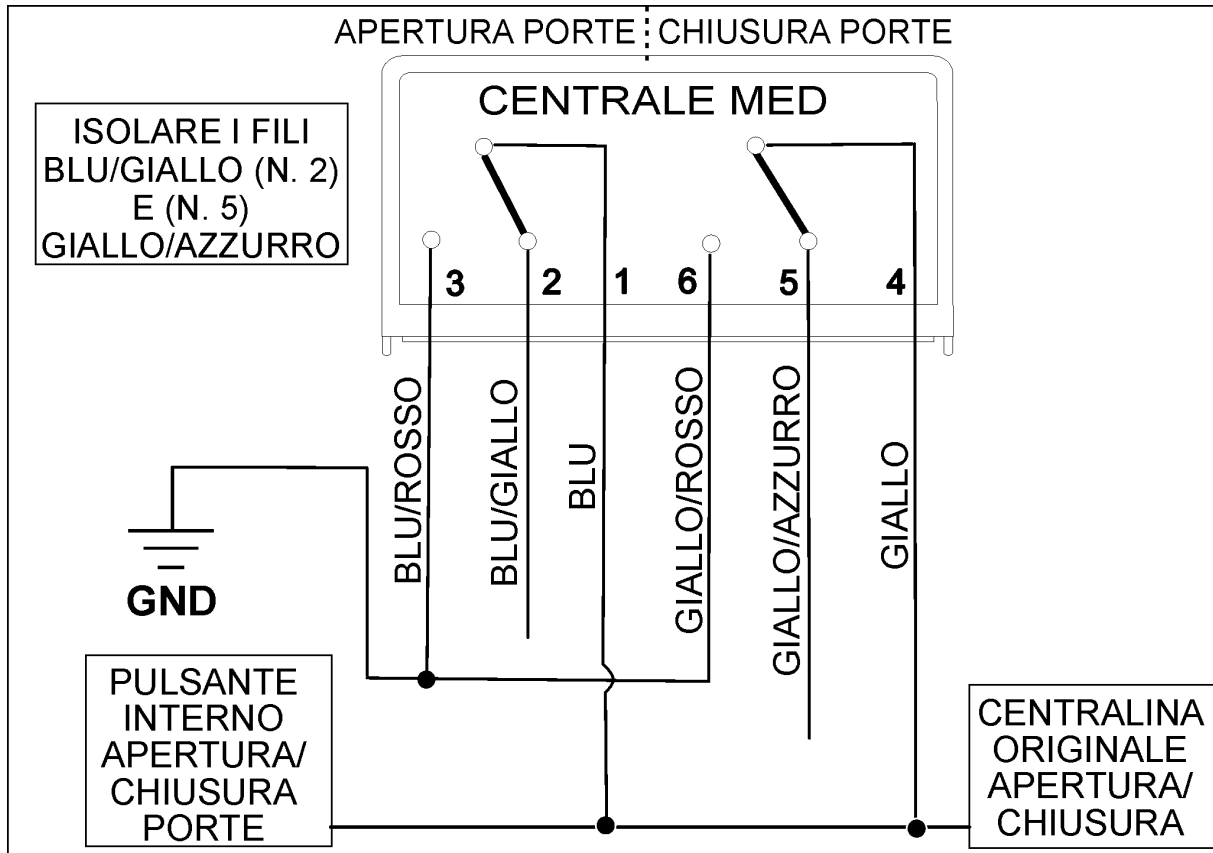 APERTURA PORTE CHIUSURA PORTE
CENTRALE MED
ISOLARE I FILI
BLU/GIALLO (N. 2)
E (N. 5)
GIALLO/AZZURRO
3 2 1 6 5 4
BLU/ROSSO
BLU/GIALLO
BLU
GIALLO/ROSSO
GIALLO/AZZURRO
GIALLO
GND
PULSANTE
INTERNO
APERTURA/
CHIUSURA
PORTE
CENTRALINA
ORIGINALE
APERTURA/
CHIUSURA